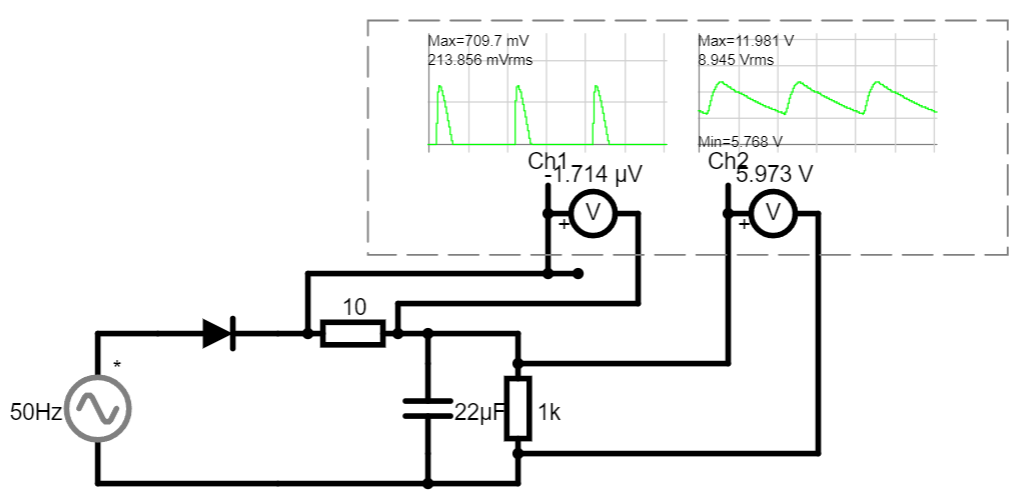 Max=709.7 mV
213.856 mVrms
Max=11.981 V
8.945 Vrms
Min=5.768 V
Ch1
-1.714 µV
Ch2
5.973 V
V
+
V
+
10
*
50Hz
22µF
1k